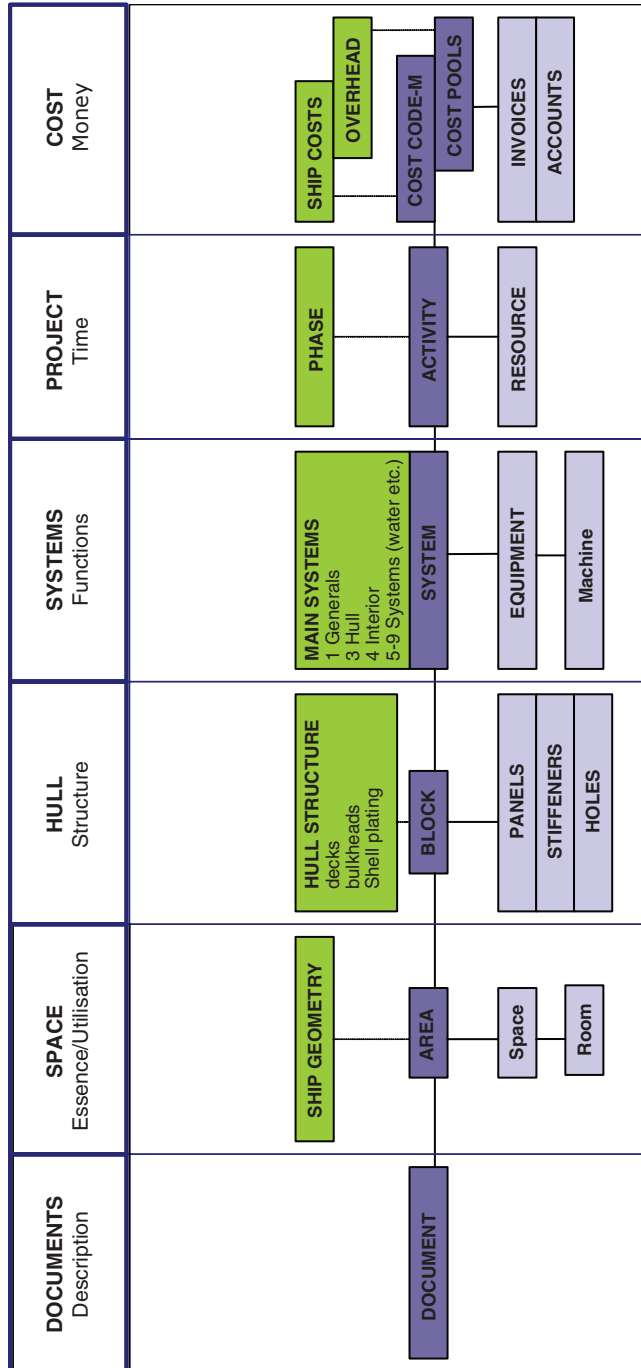 DOCUMENTS
Description
SPACE
Essence/Utilisation
HULL
Structure
SYSTEMS
Functions
PROJECT
Time
COST
Money
DOCUMENT
SHIP GEOMETRY
AREA
Space
Room
HULL STRUCTURE
decks
bulkheads
Shell plating
BLOCK
PANELS
STIFFENERS
HOLES
MAIN SYSTEMS
1 Generals
3 Hull
4 Interior
5-9 Systems (water etc.)
SYSTEM
EQUIPMENT
Machine
PHASE
ACTIVITY
RESOURCE
SHIP COSTS
OVERHEAD
COST CODE-M
COST POOLS
INVOICES
ACCOUNTS